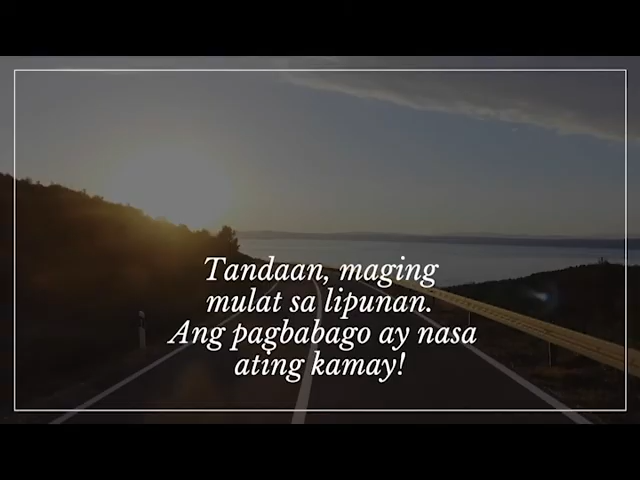 Tandaan, maging
mulat sa lipunan.
Ang pagbabago ay nasa
ating kamay!